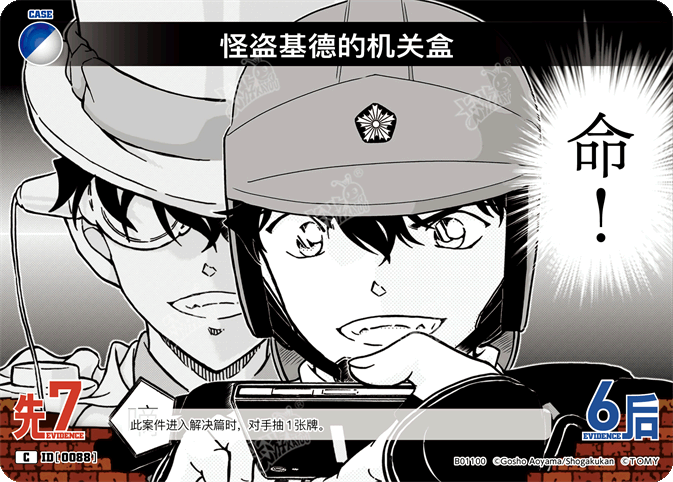 CASE
怪盗基德的机关盒
命！
先7
EVIDENCE
嘀
此案件进入解决篇时，对手抽1张牌。
6后
EVIDENCE
C ID[0088]
B01100 ©Gosho Aoyama/Shogakukan ©TOMY